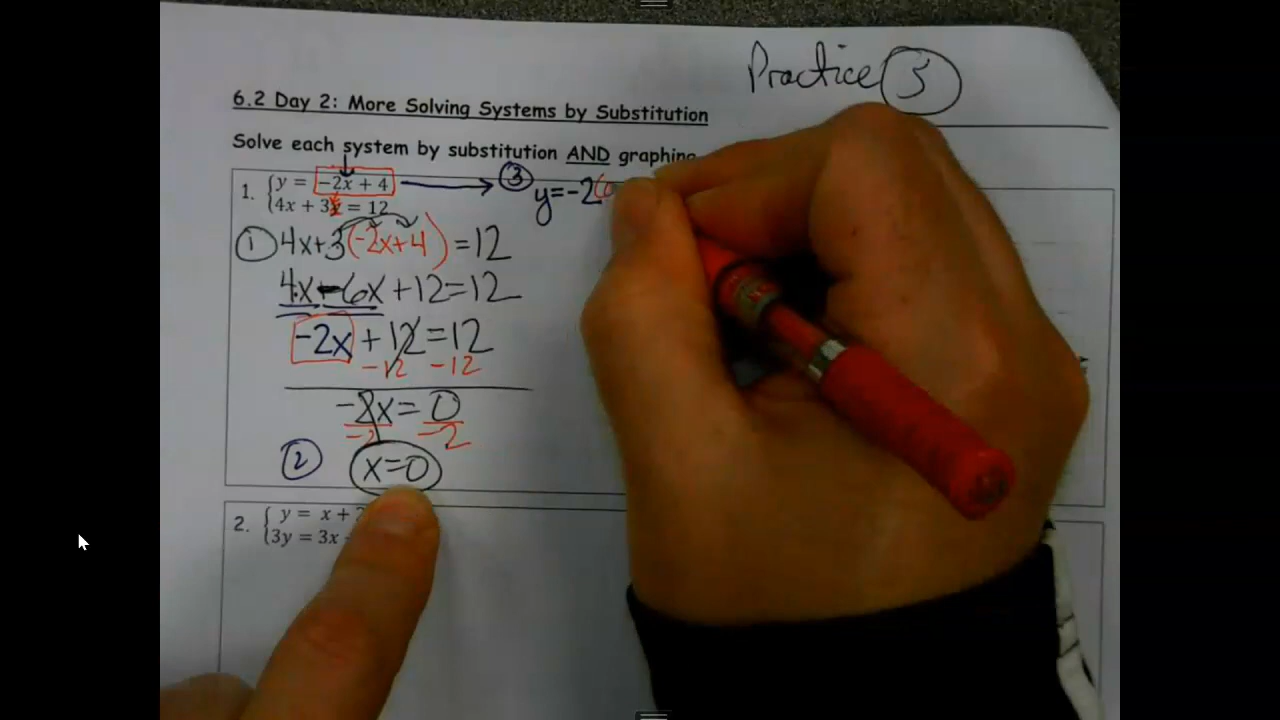 Practice 3
6.2 Day 2: More Solving Systems by Substitution
Solve each system by substitution AND graphing
1. { y = -2x + 4
4x + 3y = 12
③ y=-2(
① 4x+3(-2x+4)=12
4x-6x+12=12
-2x+12=12
-12 -12
-2x=0
-2 -2
② x=0
2. { y = x +
3y = 3x